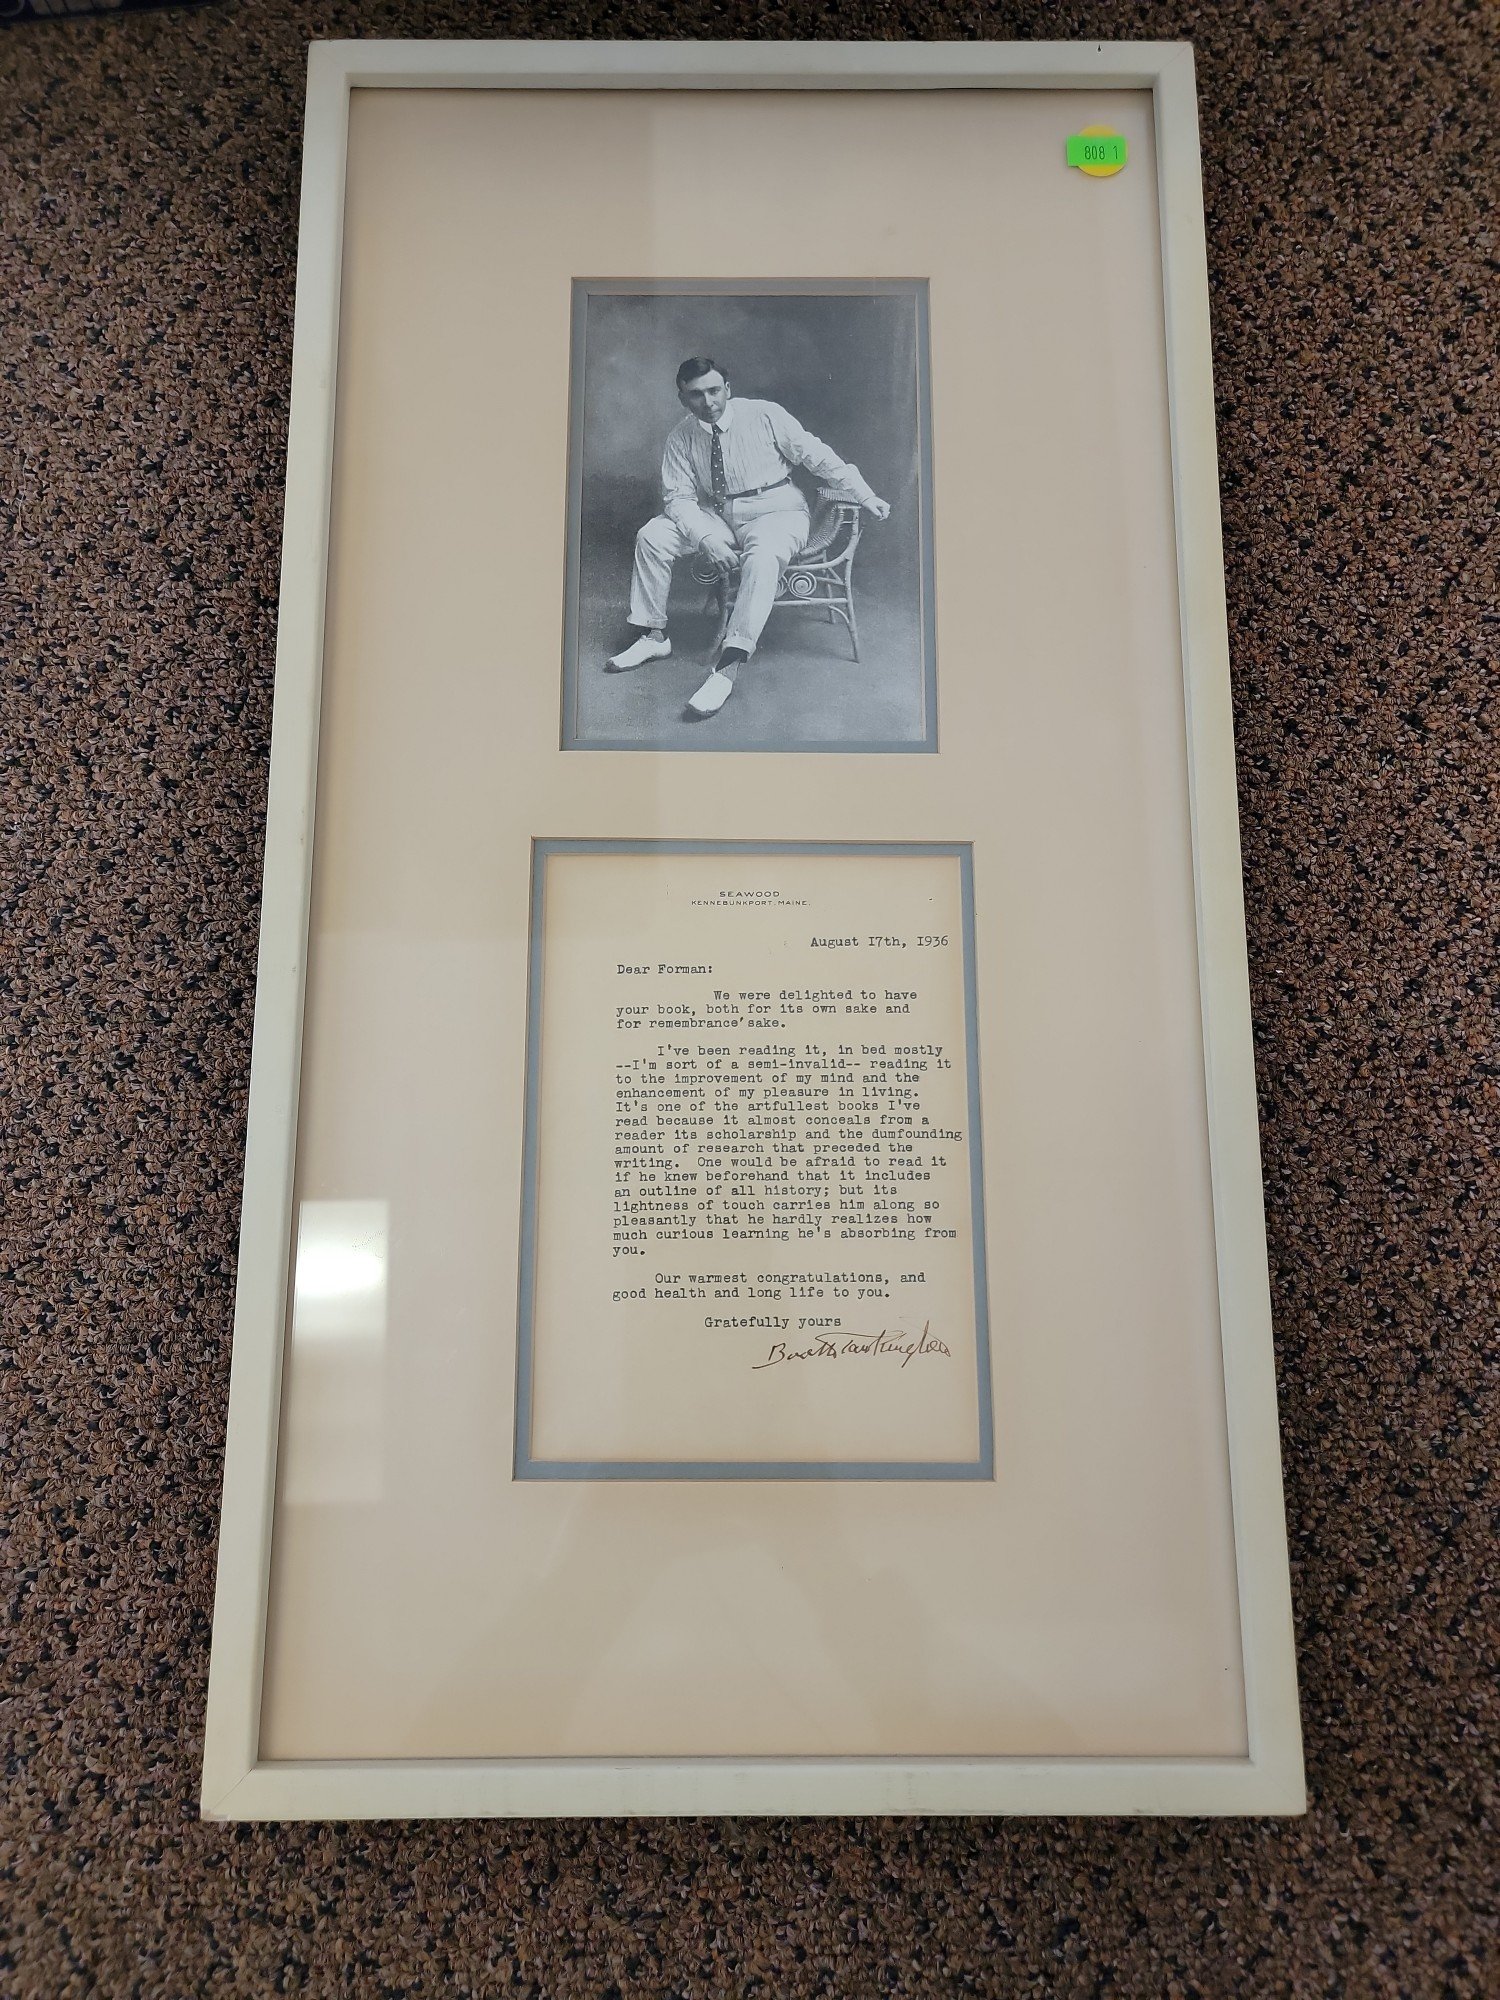 808 1
SEAWOOD
KENNEBUNKPORT, MAINE.
August 17th, 1936
Dear Forman:
We were delighted to have
your book, both for its own sake and
for remembrance' sake.
I've been reading it, in bed mostly
--I'm sort of a semi-invalid-- reading it
to the improvement of my mind and the
enhancement of my pleasure in living.
It's one of the artfullest books I've
read because it almost conceals from a
reader its scholarship and the dumfounding
amount of research that preceded the
writing. One would be afraid to read it
if he knew beforehand that it includes
an outline of all history; but its
lightness of touch carries him along so
pleasantly that he hardly realizes how
much curious learning he's absorbing from
you.
Our warmest congratulations, and
good health and long life to you.
Gratefully yours
Booth Tarkington